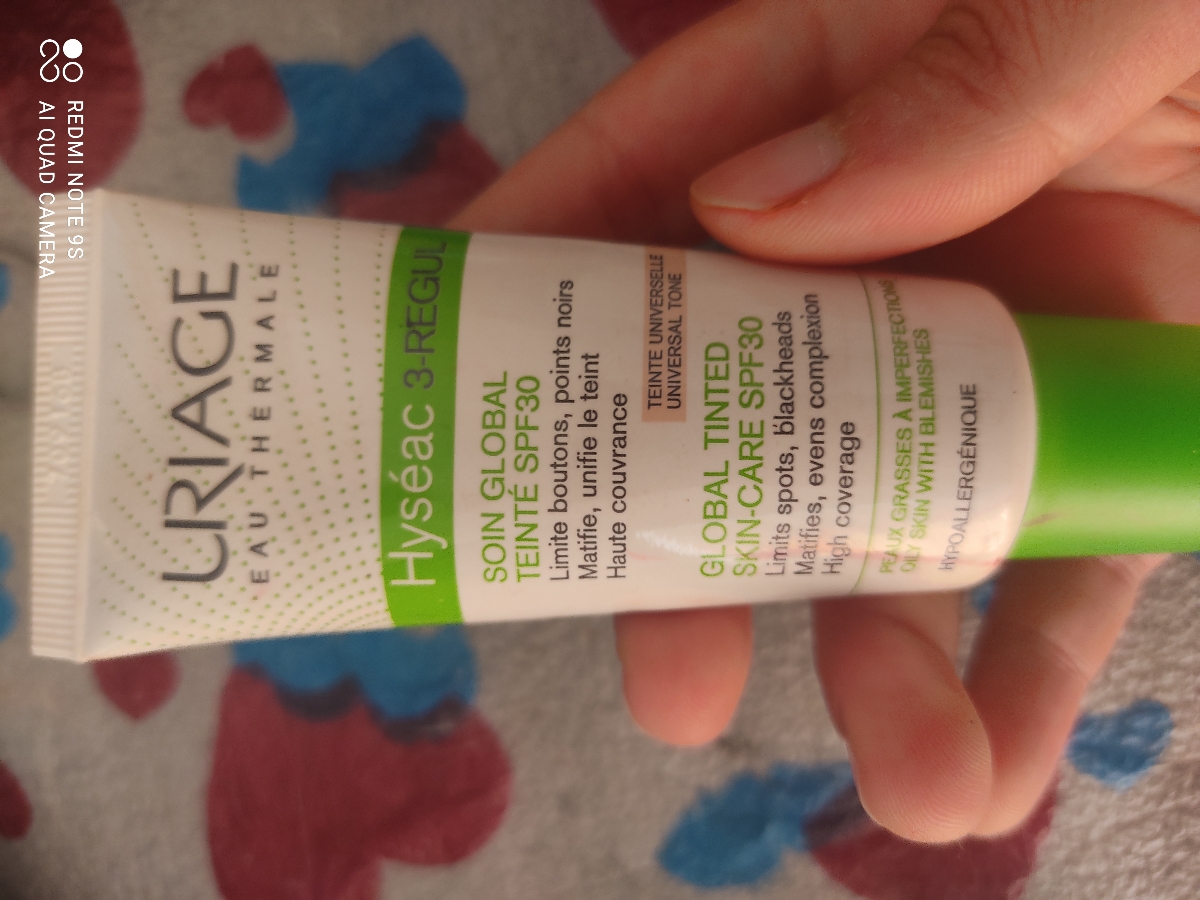 URIAGE
EAU THERMALE
Hyséac 3-REGUL
SOIN GLOBAL
TEINTÉ SPF30
Limite boutons, points noirs
Matifie, unifie le teint
Haute couvrance
TEINTE UNIVERSELLE
UNIVERSAL TONE
GLOBAL TINTED
SKIN-CARE SPF30
Limits spots, blackheads
Matifies, evens complexion
High coverage
PEAUX GRASSES À IMPERFECTIONS
OILY SKIN WITH BLEMISHES
HYPOALLERGÉNIQUE
REDMI NOTE 9S
AI QUAD CAMERA